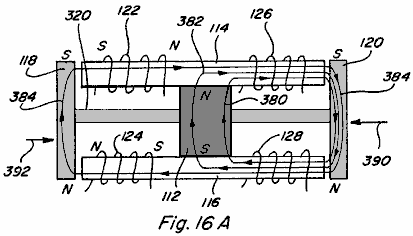 320 122 382 114 126
S S N S
118 120
384 N 380 384
392 390
N 124 S S 128 N
112 116
Fig. 16 A